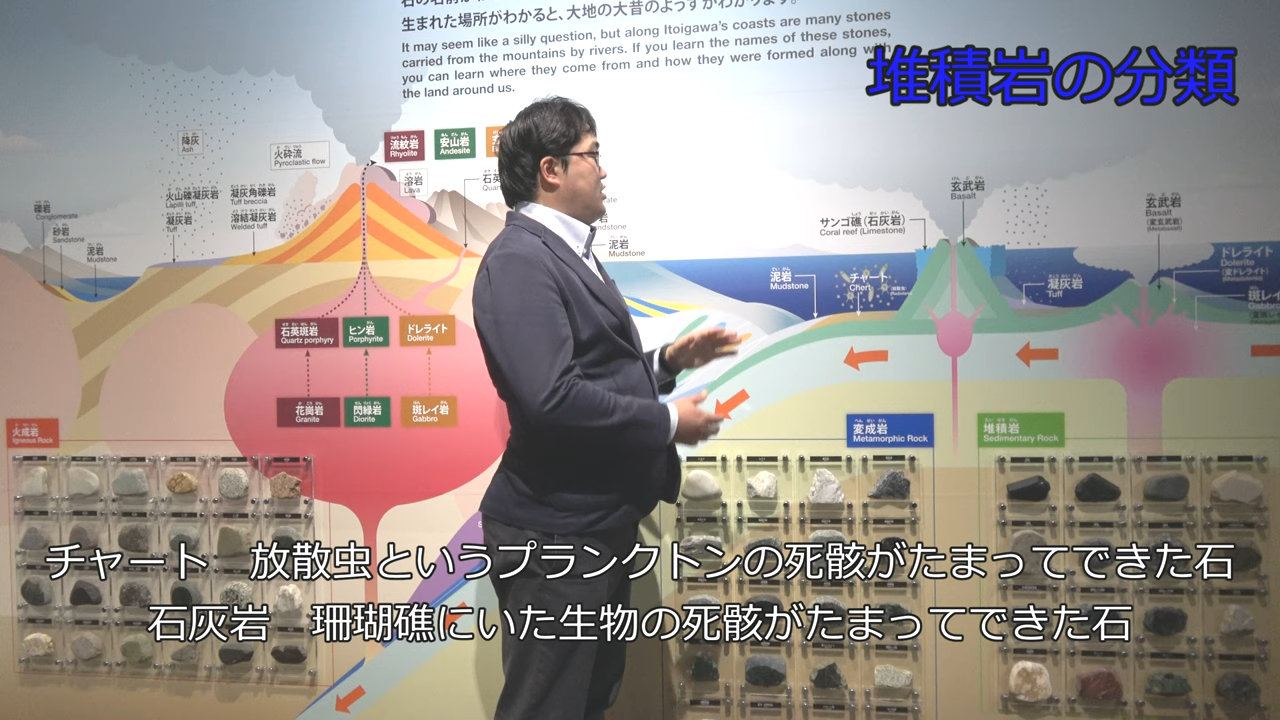 生まれた場所がわかると、大地の大昔のようすがわかります。
It may seem like a silly question, but along Itoigawa's coasts are many stones
carried from the mountains by rivers. If you learn the names of these stones,
you can learn where they come from and how they were formed along with
the land around us.
堆積岩の分類
降灰
Ash
火砕流
Pyroclastic flow
流紋岩
Rhyolite
安山岩
Andesite
溶岩
Lava
礫岩
Conglomerate
砂岩
Sandstone
泥岩
Mudstone
火山礫凝灰岩
Lapilli tuff
凝灰岩
Tuff
凝灰角礫岩
Tuff breccia
溶結凝灰岩
Welded tuff
泥岩
Mudstone
サンゴ礁(石灰岩)
Coral reef (Limestone)
玄武岩
Basalt
玄武岩
Basalt
(変玄武岩)
(Metabasalt)
泥岩
Mudstone
チャート
Chert
凝灰岩
Tuff
ドレライト
Dolerite
(変ドレライト)
石英斑岩
Quartz porphyry
ヒン岩
Porphyrite
ドレライト
Dolerite
花崗岩
Granite
閃緑岩
Diorite
斑レイ岩
Gabbro
火成岩
Igneous Rock
変成岩
Metamorphic Rock
堆積岩
Sedimentary Rock
チャート 放散虫というプランクトンの死骸がたまってできた石
石灰岩 珊瑚礁にいた生物の死骸がたまってできた石